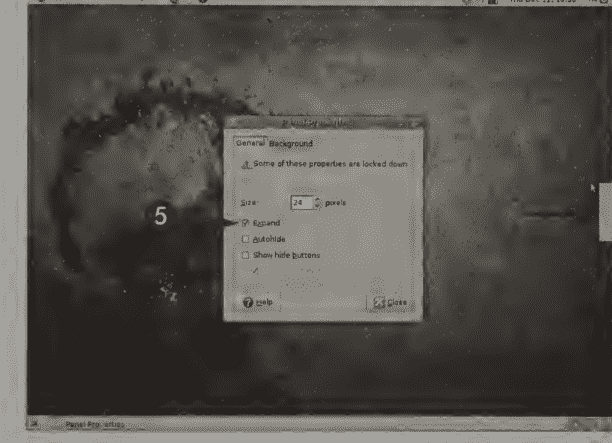 General Background
Some of these properties are locked down
Size: 24 pixels
5
Expand
Autohide
Show hide buttons
Help Close
Panel Properties